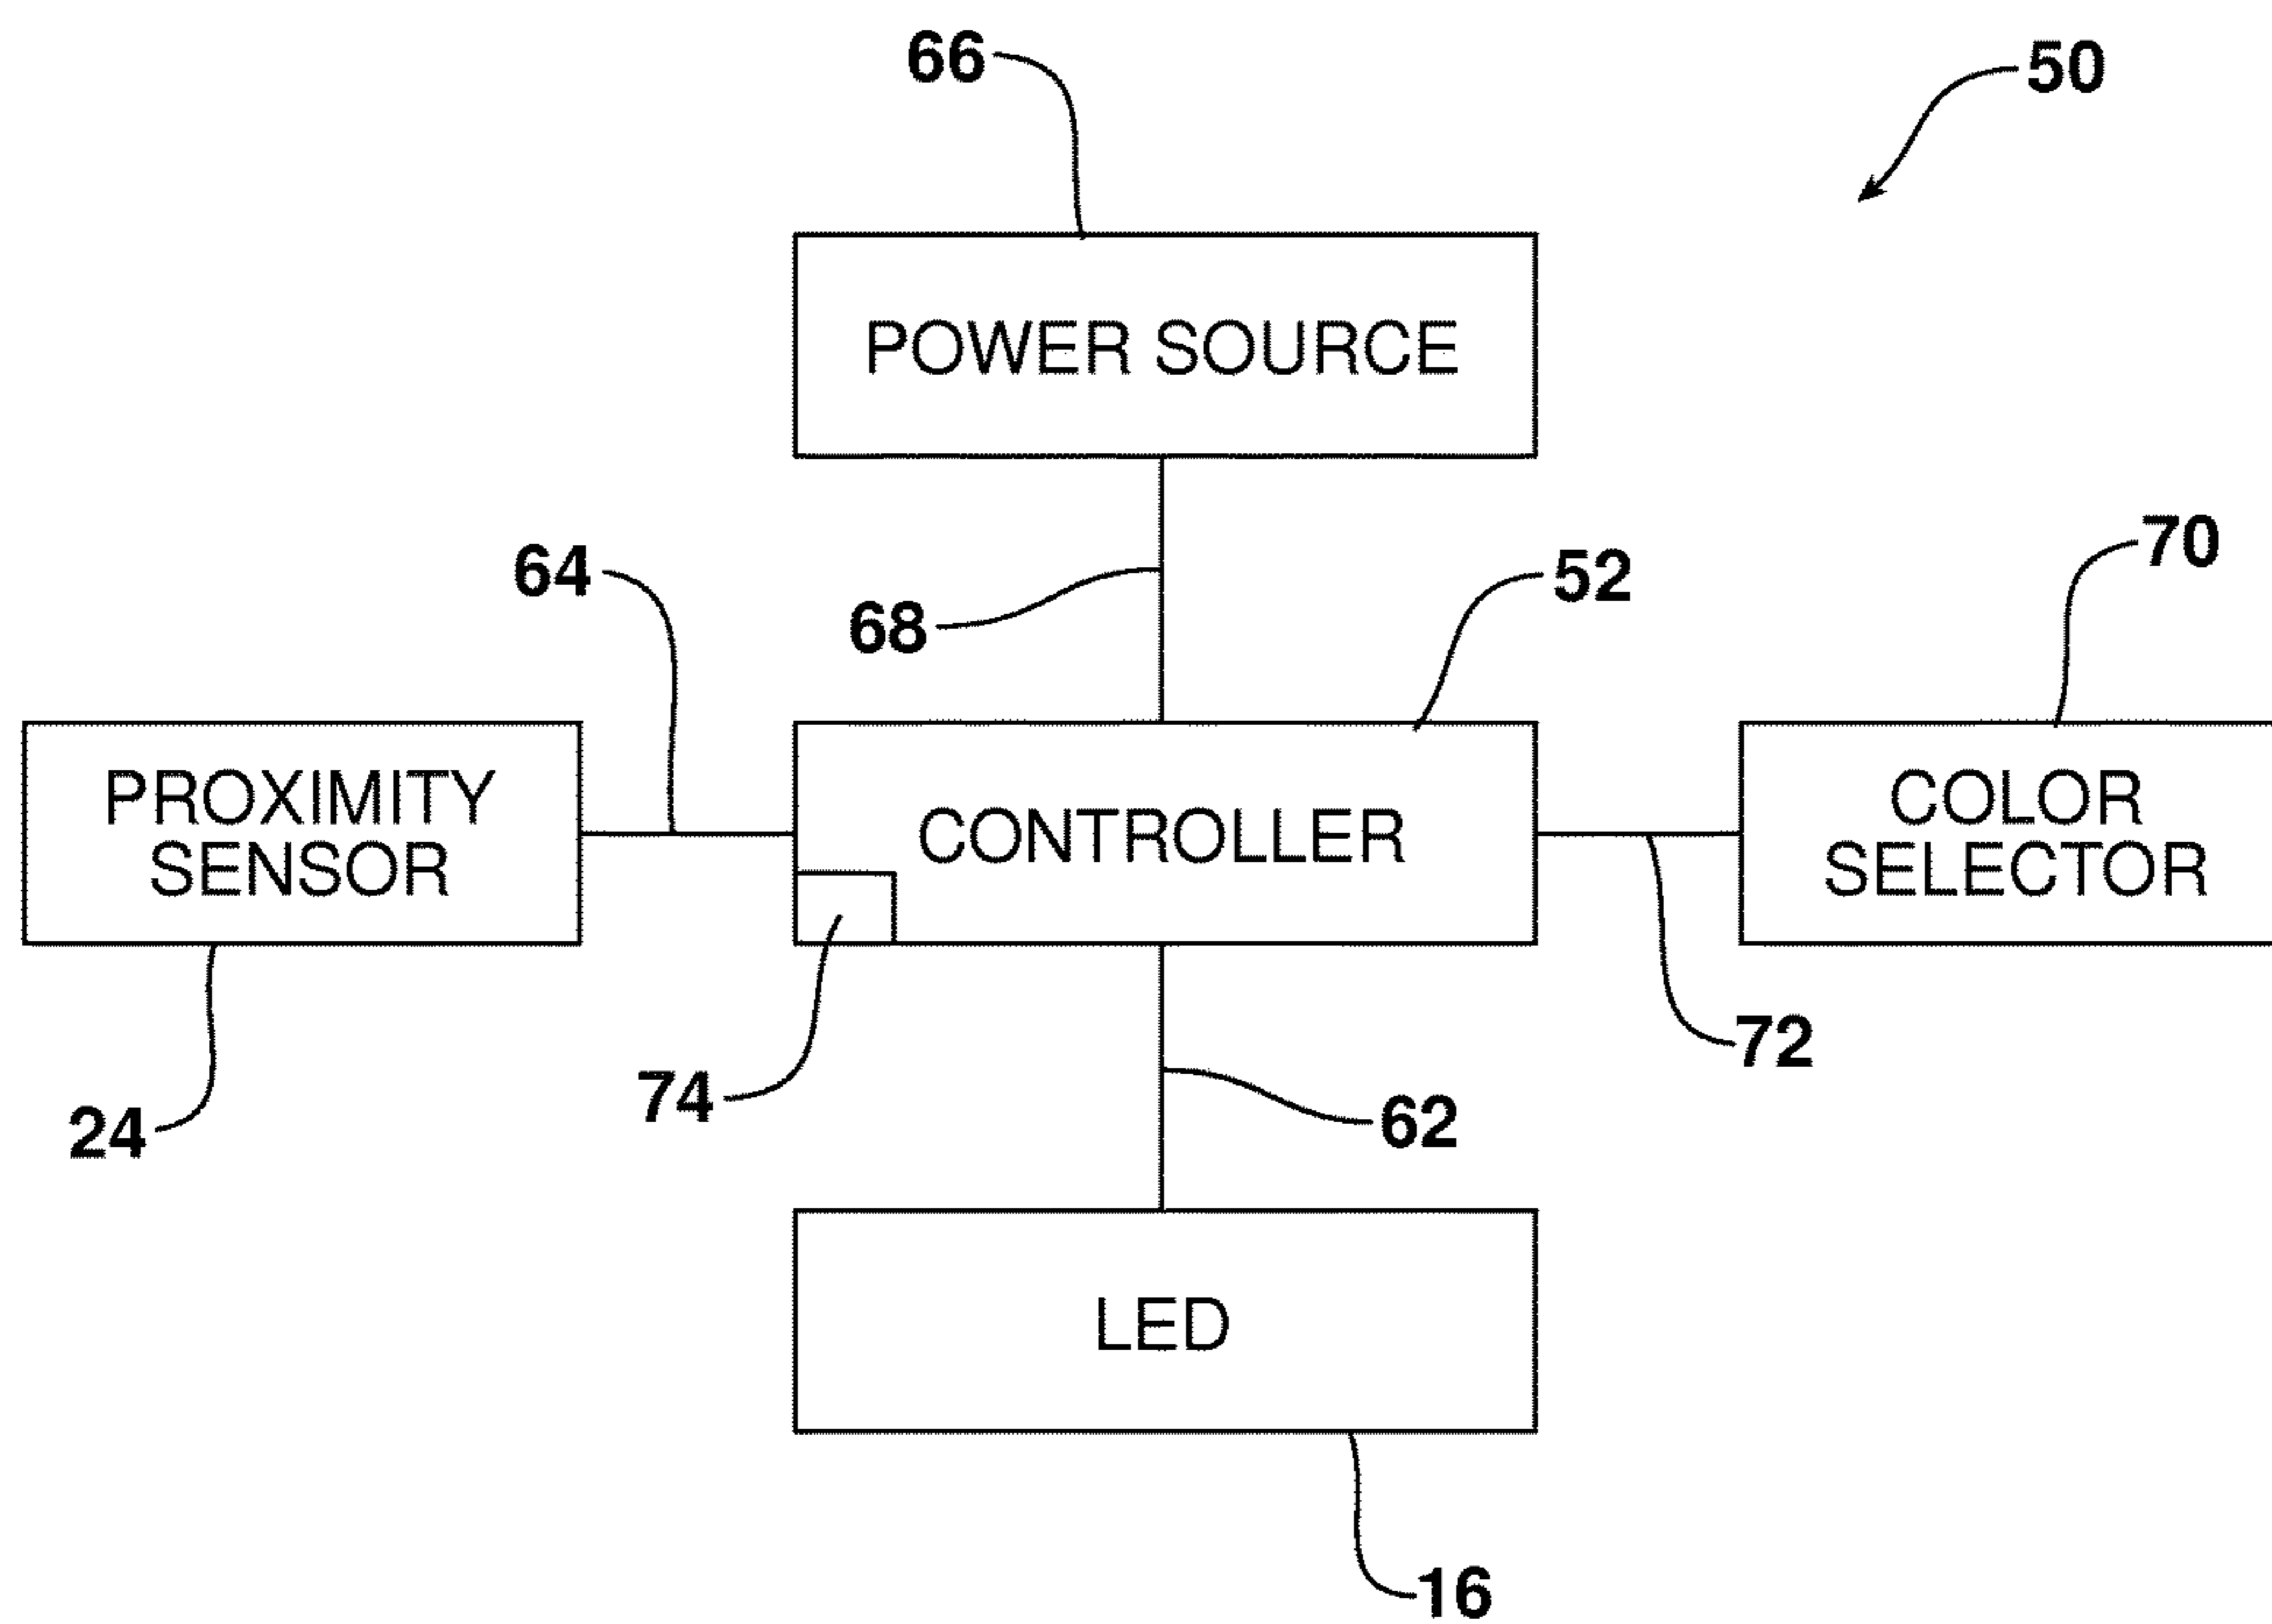 66
50
POWER SOURCE
64
68
52
70
PROXIMITY
SENSOR
CONTROLLER
COLOR
SELECTOR
24
74
62
72
LED
16